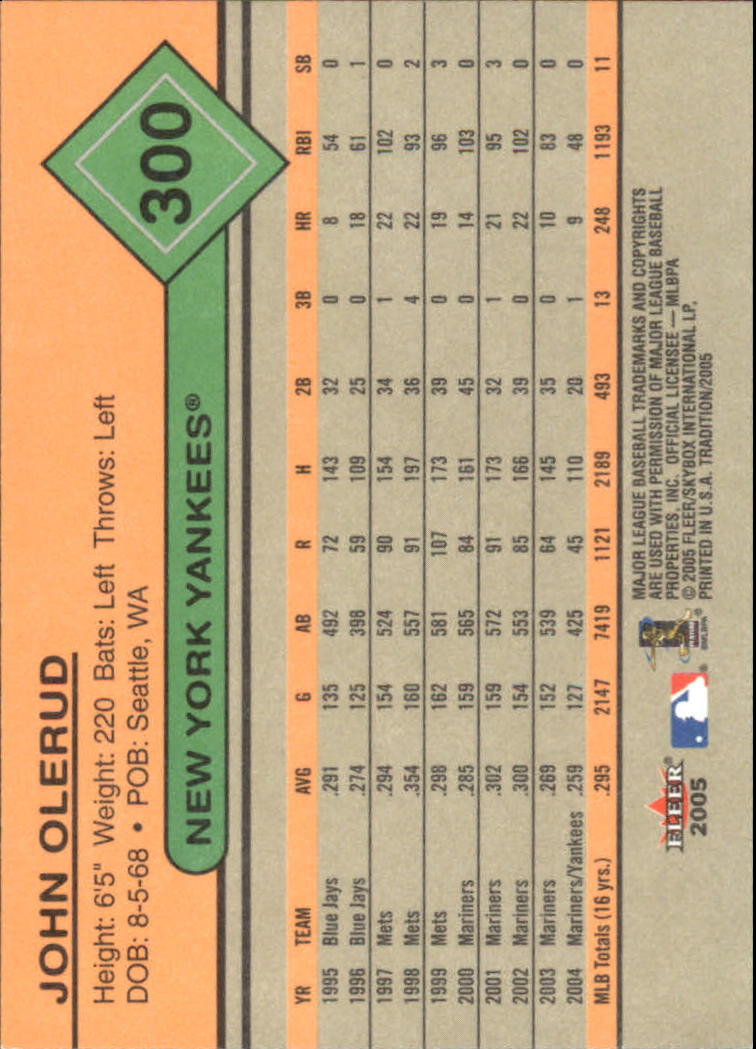 JOHN OLERUD
Height: 6'5" Weight: 220 Bats: Left Throws: Left
DOB: 8-5-68 • POB: Seattle, WA
300
NEW YORK YANKEES®
YR TEAM AVG G AB R H 2B 3B HR RBI SB
1995 Blue Jays .291 135 492 72 143 32 0 8 54 0
1996 Blue Jays .274 125 398 59 109 25 0 18 61 1
1997 Mets .294 154 524 90 154 34 1 22 102 0
1998 Mets .354 160 557 91 197 36 4 22 93 2
1999 Mets .298 162 581 107 173 39 0 19 96 3
2000 Mariners .285 159 565 84 161 45 0 14 103 0
2001 Mariners .302 159 572 91 173 32 1 21 95 3
2002 Mariners .300 154 553 85 166 39 0 22 102 0
2003 Mariners .269 152 539 64 145 35 0 10 83 0
2004 Mariners/Yankees .259 127 425 45 110 20 1 9 48 0
MLB Totals (16 yrs.) .295 2147 7419 1121 2189 493 13 248 1193 11
FLEER®
2005
MAJOR LEAGUE BASEBALL TRADEMARKS AND COPYRIGHTS
ARE USED WITH PERMISSION OF MAJOR LEAGUE BASEBALL
PROPERTIES, INC. OFFICIAL LICENSEE — MLBPA
© 2005 FLEER/SKYBOX INTERNATIONAL LP.
PRINTED IN U.S.A. TRADITION/2005